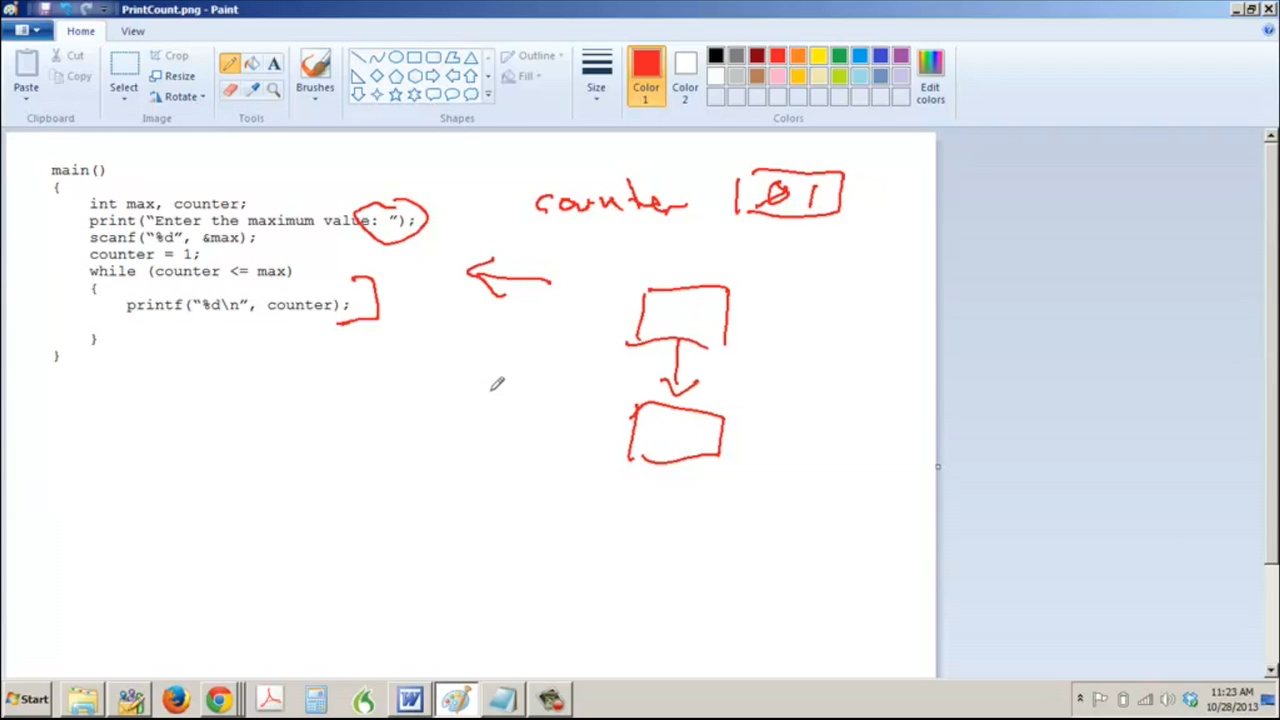 PrintCount.png - Paint
Home View
Paste Cut Copy
Clipboard
Select Crop Resize Rotate
Image
Tools
Brushes
Outline Fill
Shapes
Size
Color 1
Color 2
Edit colors
Colors
main()
{
int max, counter;
print(“Enter the maximum value: ”);
scanf(“%d”, &max);
counter = 1;
while (counter <= max)
{
printf(“%d\n”, counter);
}
}
counter 0 1
Start
11:23 AM
10/28/2013